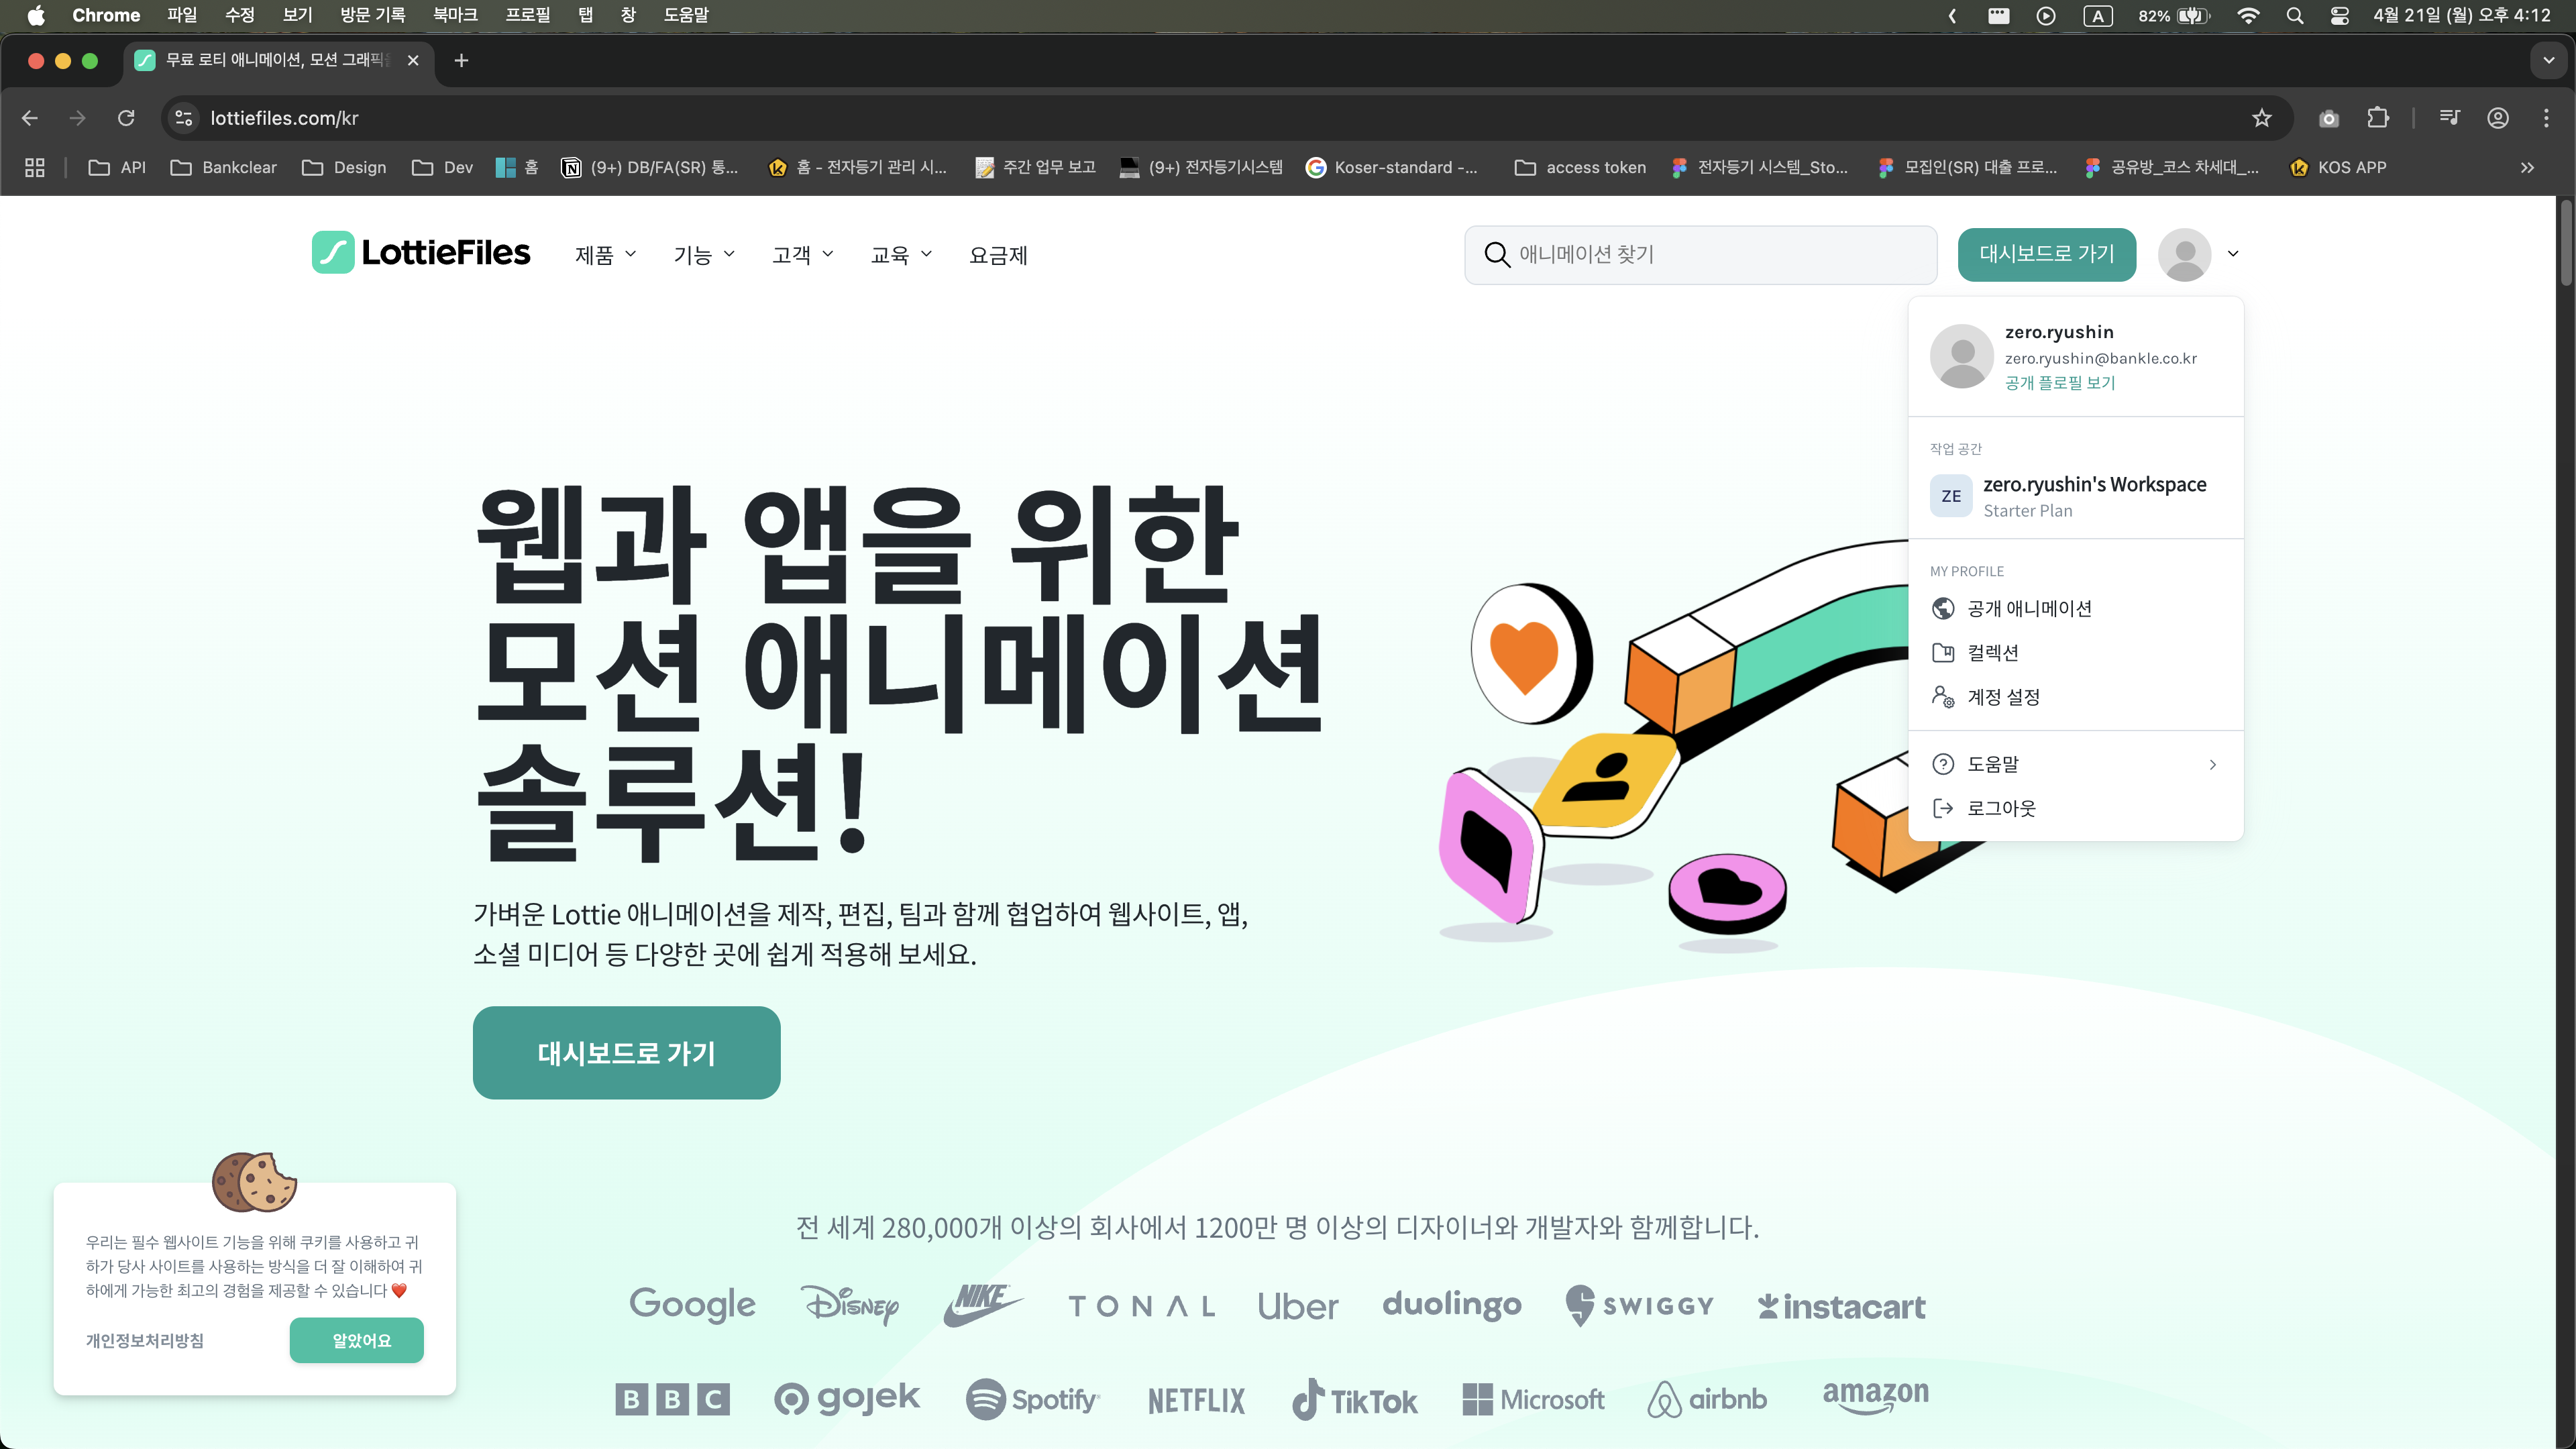 Chrome 파일 수정 보기 방문 기록 북마크 프로필 탭 창 도움말
A 82% 4월 21일 (월) 오후 4:12
무료 로티 애니메이션, 모션 그래픽
lottiefiles.com/kr
API Bankclear Design Dev 홈 (9+) DB/FA(SR) 통... 홈 - 전자등기 관리 시... 주간 업무 보고 (9+) 전자등기시스템 Koser-standard -... access token 전자등기 시스템_Sto... 모집인(SR) 대출 프로... 공유방_코스 차세대_... KOS APP
LottieFiles 제품 기능 고객 교육 요금제 애니메이션 찾기 대시보드로 가기
zero.ryushin
zero.ryushin@bankle.co.kr
공개 플로필 보기
작업 공간
ZE zero.ryushin's Workspace
Starter Plan
MY PROFILE
공개 애니메이션
컬렉션
계정 설정
도움말
로그아웃
웹과 앱을 위한
모션 애니메이션
솔루션!
가벼운 Lottie 애니메이션을 제작, 편집, 팀과 함께 협업하여 웹사이트, 앱,
소셜 미디어 등 다양한 곳에 쉽게 적용해 보세요.
대시보드로 가기
우리는 필수 웹사이트 기능을 위해 쿠키를 사용하고 귀
하가 당사 사이트를 사용하는 방식을 더 잘 이해하여 귀
하에게 가능한 최고의 경험을 제공할 수 있습니다 ❤️
개인정보처리방침 알았어요
전 세계 280,000개 이상의 회사에서 1200만 명 이상의 디자이너와 개발자와 함께합니다.
Google Disney NIKE TONAL Uber duolingo SWIGGY instacart
BBC gojek Spotify NETFLIX TikTok Microsoft airbnb amazon